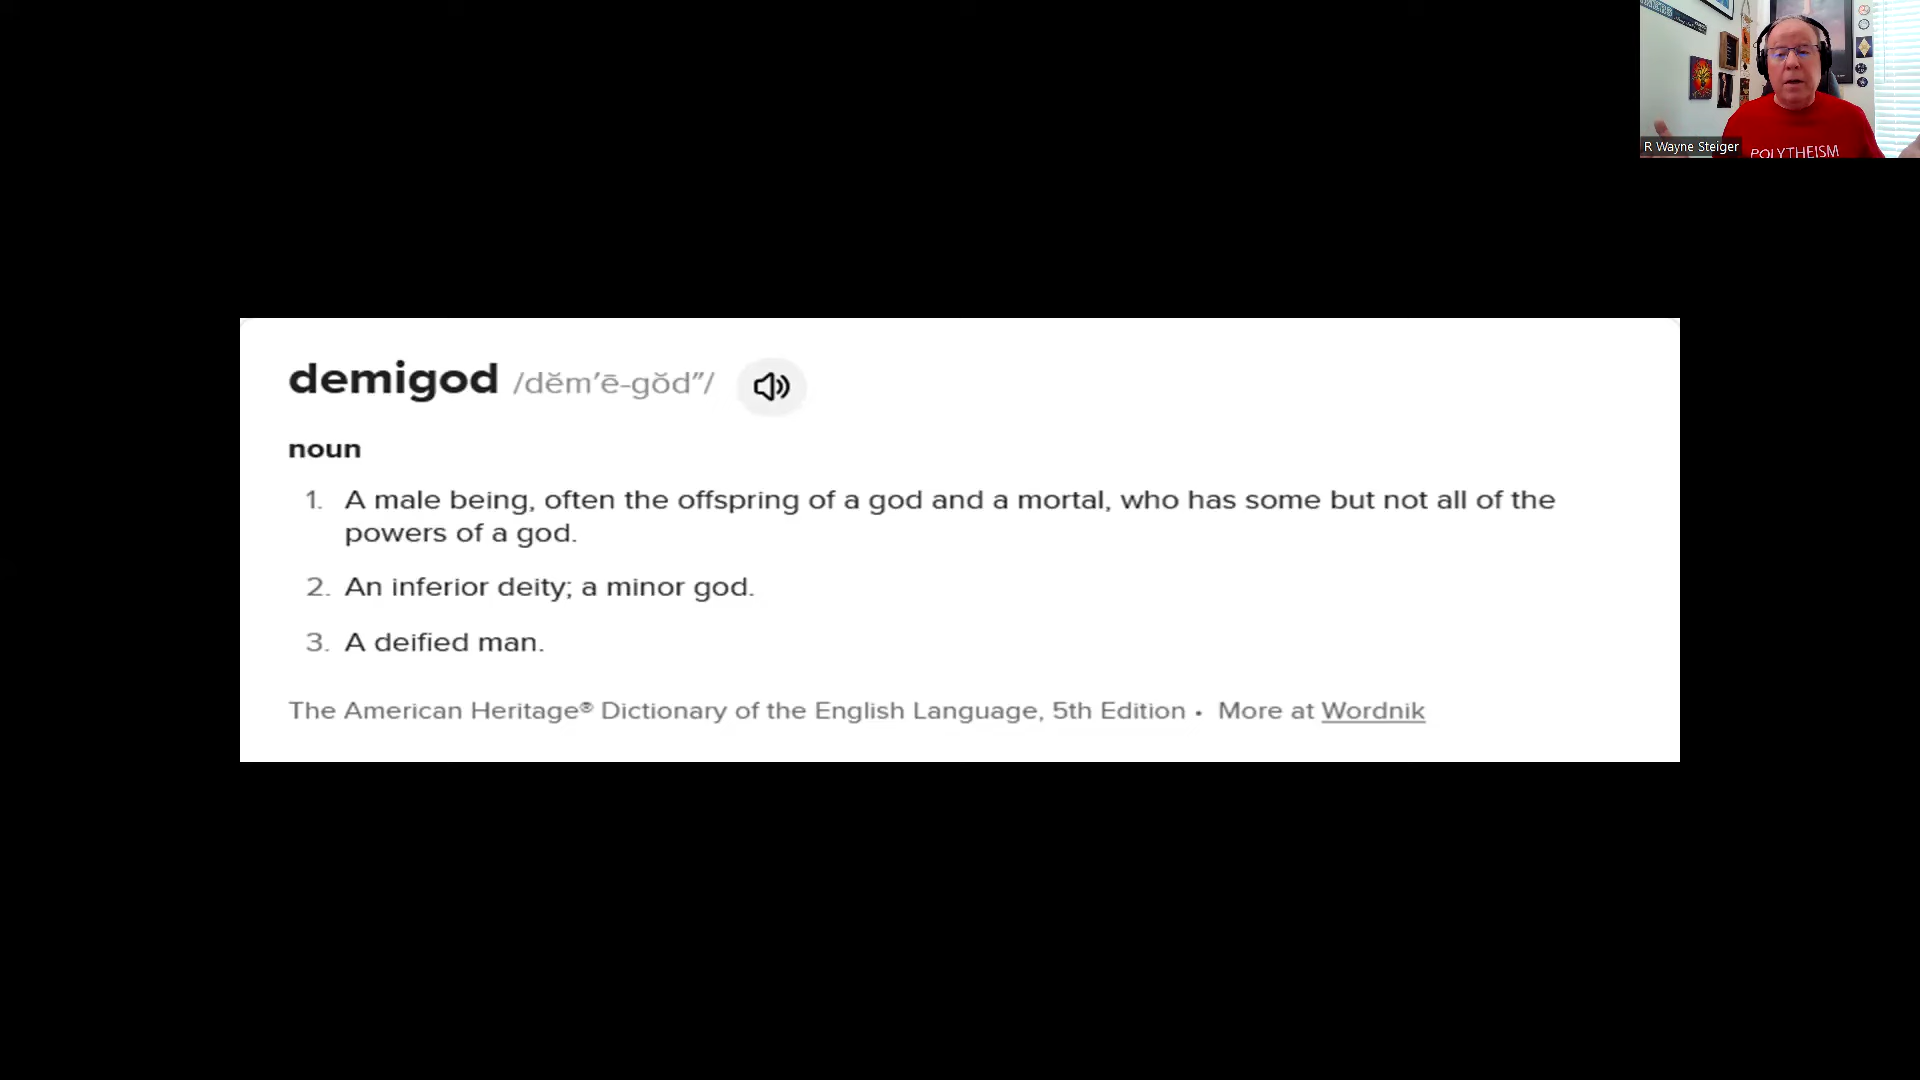 R Wayne Steiger
POLYTHEISM
demigod /dĕm′ē-gŏd″/
noun
1. A male being, often the offspring of a god and a mortal, who has some but not all of the
powers of a god.
2. An inferior deity; a minor god.
3. A deified man.
The American Heritage® Dictionary of the English Language, 5th Edition • More at Wordnik